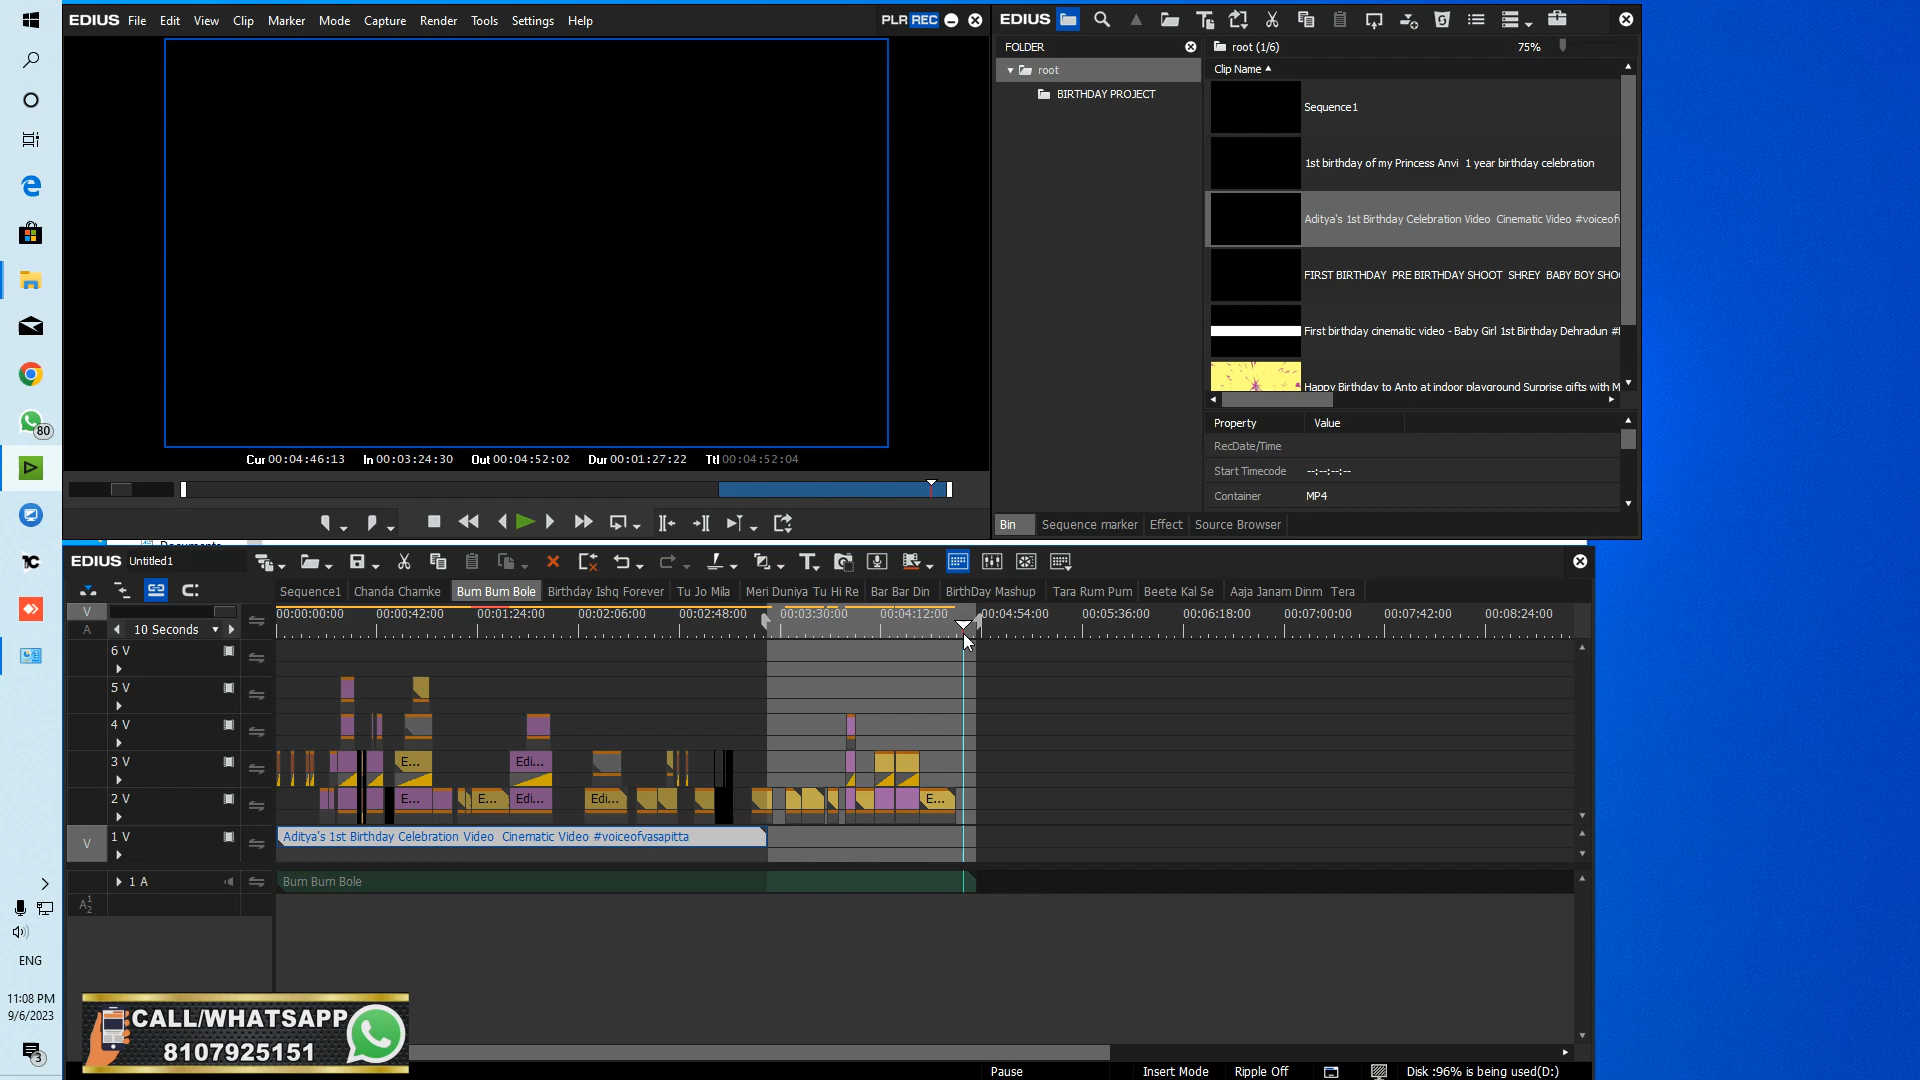 EDIUS File Edit View Clip Marker Mode Capture Render Tools Settings Help PLR REC
EDIUS
FOLDER
root (1/6) 75%
root
Clip Name
BIRTHDAY PROJECT
Sequence1
1st birthday of my Princess Anvi 1 year birthday celebration
Aditya's 1st Birthday Celebration Video Cinematic Video #voiceofv
FIRST BIRTHDAY PRE BIRTHDAY SHOOT SHREY BABY BOY SHO
First birthday cinematic video - Baby Girl 1st Birthday Dehradun #
Happy Birthday to Anto at indoor playground Surprise gifts with M
Property Value
RecDate/Time
Start Timecode --:--:--:--
Container MP4
Bin Sequence marker Effect Source Browser
Cur 00:04:46:13 In 00:03:24:30 Out 00:04:52:02 Dur 00:01:27:22 Ttl 00:04:52:04
EDIUS Untitled1
Sequence1 Chanda Chamke Bum Bum Bole Birthday Ishq Forever Tu Jo Mila Meri Duniya Tu Hi Re Bar Bar Din BirthDay Mashup Tara Rum Pum Beete Kal Se Aaja Janam Dinm Tera
V
A
10 Seconds
00:00:00:00 00:00:42:00 00:01:24:00 00:02:06:00 00:02:48:00 00:03:30:00 00:04:12:00 00:04:54:00 00:05:36:00 00:06:18:00 00:07:00:00 00:07:42:00 00:08:24:00
6 V
5 V
4 V
3 V E... Edi...
2 V E... E... Edi... Edi... E...
V 1 V Aditya's 1st Birthday Celebration Video Cinematic Video #voiceofvasapitta
1 A Bum Bum Bole
A 1 2
80
TC
ENG
11:08 PM
9/6/2023
3
CALL/WHATSAPP
8107925151
Pause Insert Mode Ripple Off Disk :96% is being used(D:)